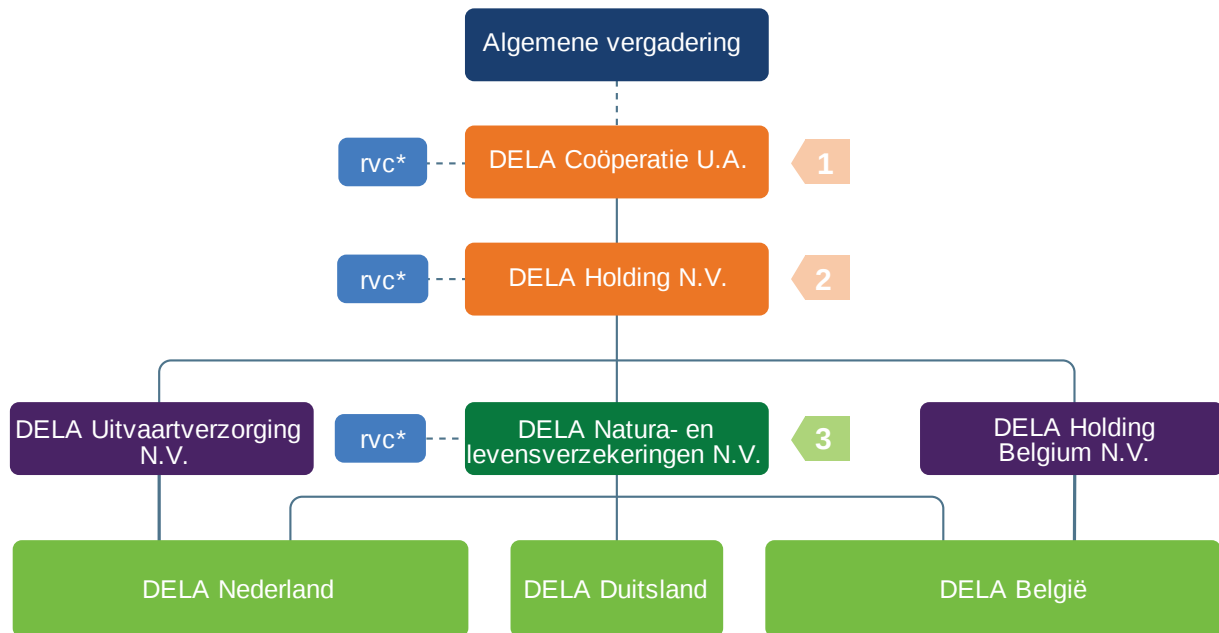 Algemene vergadering
rvc*
DELA Coöperatie U.A.
1
rvc*
DELA Holding N.V.
2
DELA Uitvaartverzorging
N.V.
rvc*
DELA Natura- en
levensverzekeringen N.V.
3
DELA Holding
Belgium N.V.
DELA Nederland
DELA Duitsland
DELA België